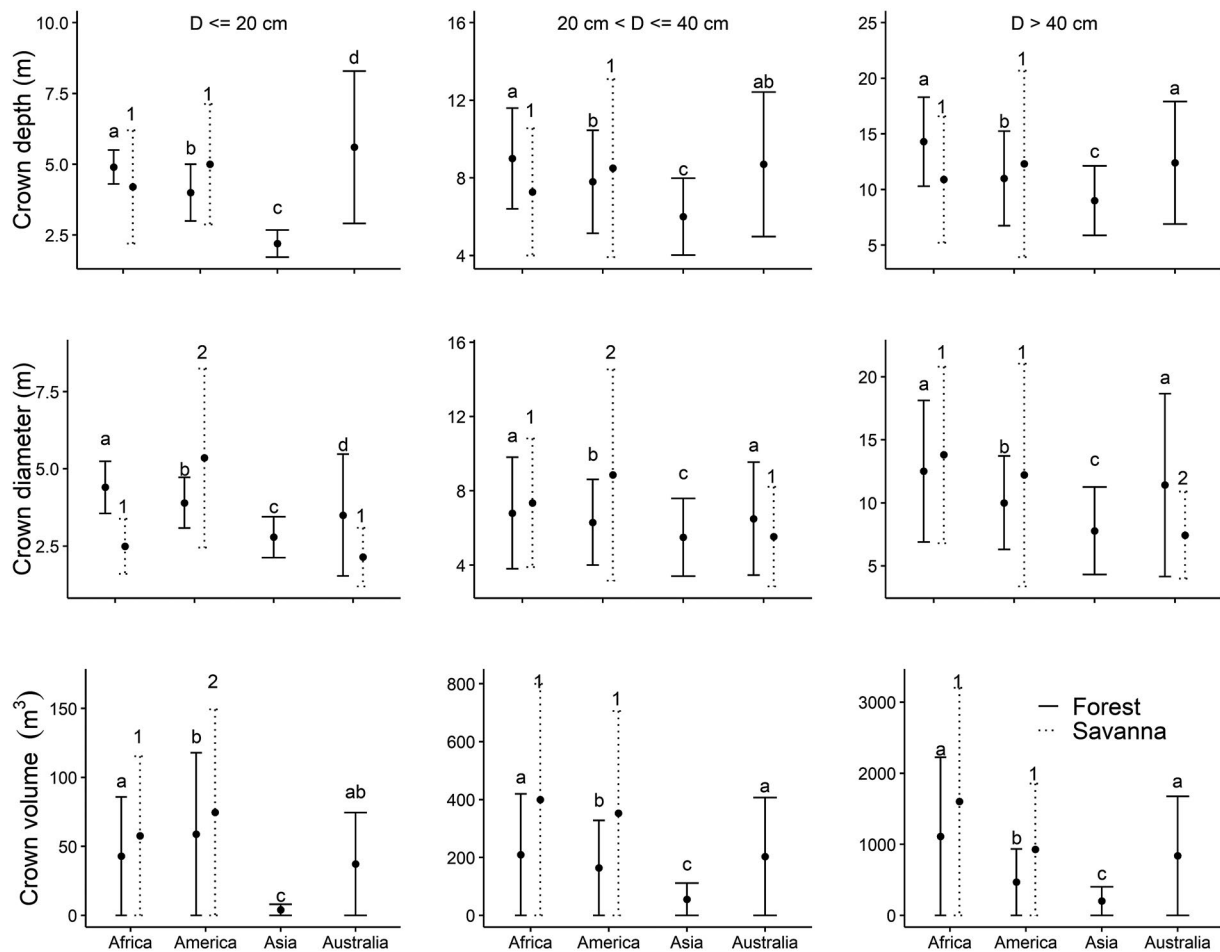 D <= 20 cm
20 cm < D <= 40 cm
D > 40 cm
Crown depth (m)
10.0
7.5
5.0
2.5
a
1
b
1
c
d
16
12
8
4
a
1
b
1
c
ab
25
20
15
10
5
a
1
b
1
c
a
Crown diameter (m)
7.5
5.0
2.5
a
1
b
2
c
d
1
16
12
8
4
a
1
b
2
c
a
1
20
15
10
5
a
1
b
1
c
a
2
Crown volume (m³)
150
100
50
0
a
1
b
2
c
ab
800
600
400
200
0
a
1
b
1
c
a
3000
2000
1000
0
a
1
b
1
c
a
Forest
Savanna
Africa America Asia Australia
Africa America Asia Australia
Africa America Asia Australia